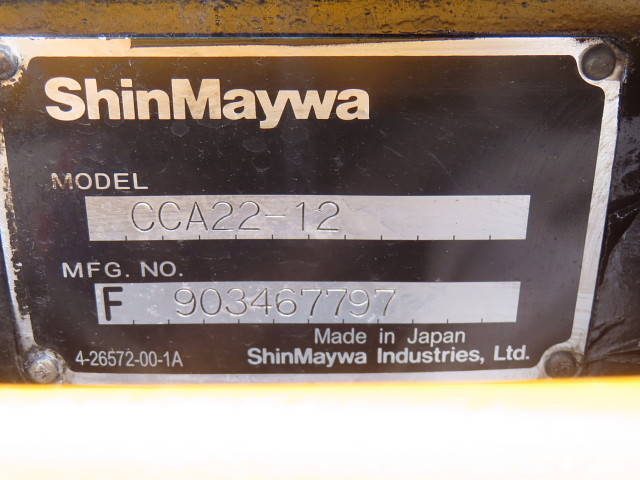 ShinMaywa
MODEL
CCA22-12
MFG. NO.
F 903467797
Made in Japan
4-26572-00-1A
ShinMaywa Industries, Ltd.